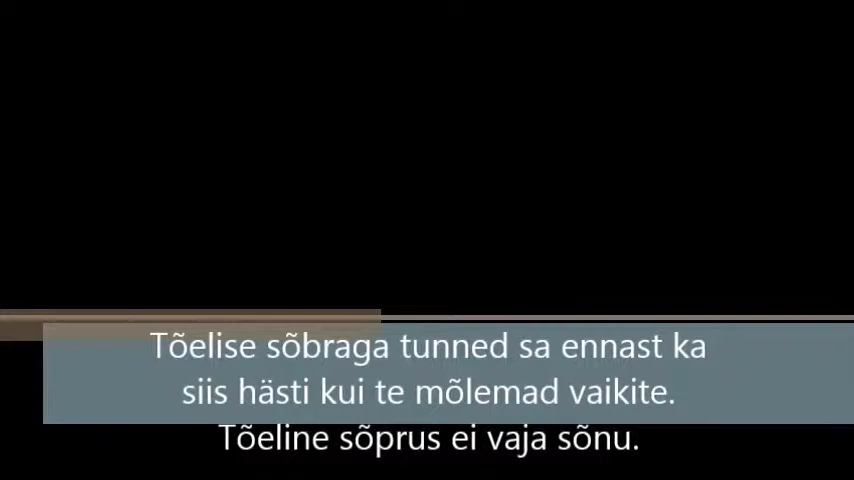 Tõelise sõbraga tunned sa ennast ka
siis hästi kui te mõlemad vaikite.
Tõeline sõprus ei vaja sõnu.